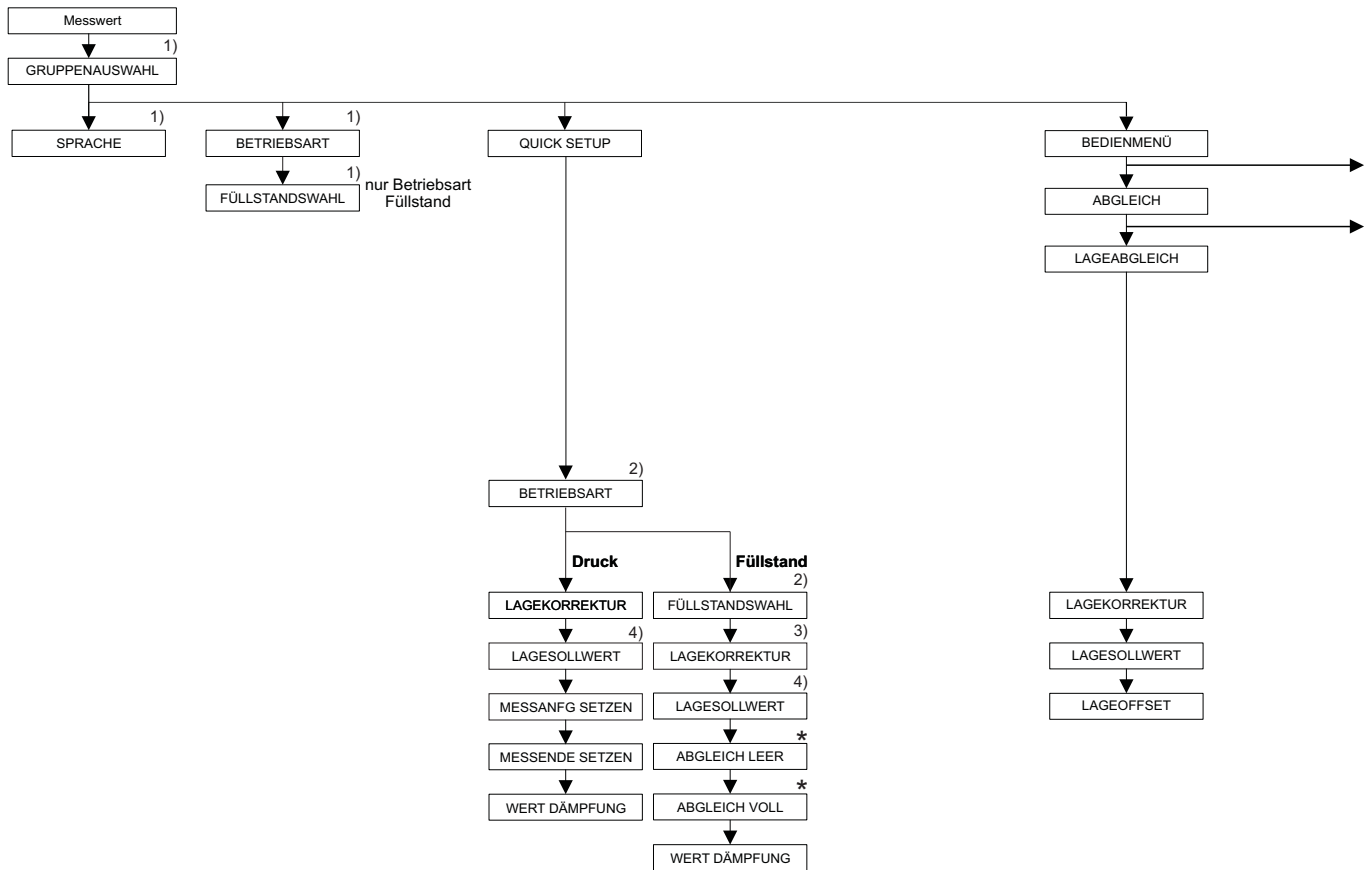 Messwert
1)
GRUPPENAUSWAHL
1)
SPRACHE
1)
BETRIEBSART
1)
FÜLLSTANDSWAHL
nur Betriebsart
Füllstand
QUICK SETUP
2)
BETRIEBSART
Druck
LAGEKORREKTUR
4)
LAGESOLLWERT
MESSANFG SETZEN
MESSENDE SETZEN
WERT DÄMPFUNG
Füllstand
2)
FÜLLSTANDSWAHL
3)
LAGEKORREKTUR
4)
LAGESOLLWERT
*
ABGLEICH LEER
*
ABGLEICH VOLL
WERT DÄMPFUNG
BEDIENMENÜ
ABGLEICH
LAGEABGLEICH
LAGEKORREKTUR
LAGESOLLWERT
LAGEOFFSET